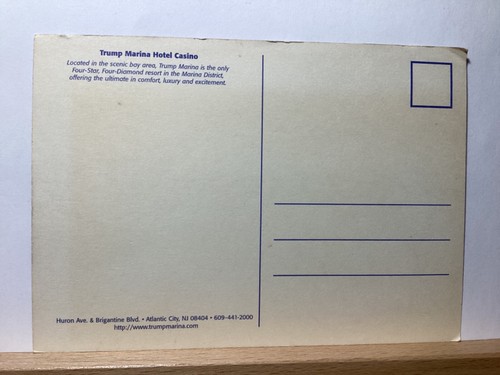 Trump Marina Hotel Casino
Located in the scenic bay area, Trump Marina is the only
Four-Star, Four-Diamond resort in the Marina District,
offering the ultimate in comfort, luxury and excitement.
Huron Ave. & Brigantine Blvd. • Atlantic City, NJ 08404 • 609-441-2000
http://www.trumpmarina.com